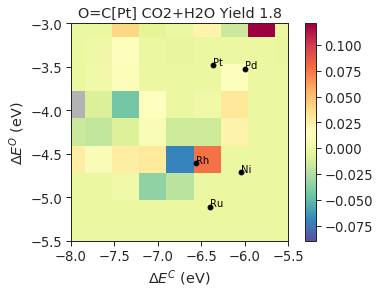 O=C[Pt] CO2+H2O Yield 1.8
−3.0
−3.5
−4.0
−4.5
−5.0
−5.5
ΔE^O (eV)
Pt
Pd
Rh
Ni
Ru
−8.0 −7.5 −7.0 −6.5 −6.0 −5.5
ΔE^C (eV)
0.100
0.075
0.050
0.025
0.000
−0.025
−0.050
−0.075